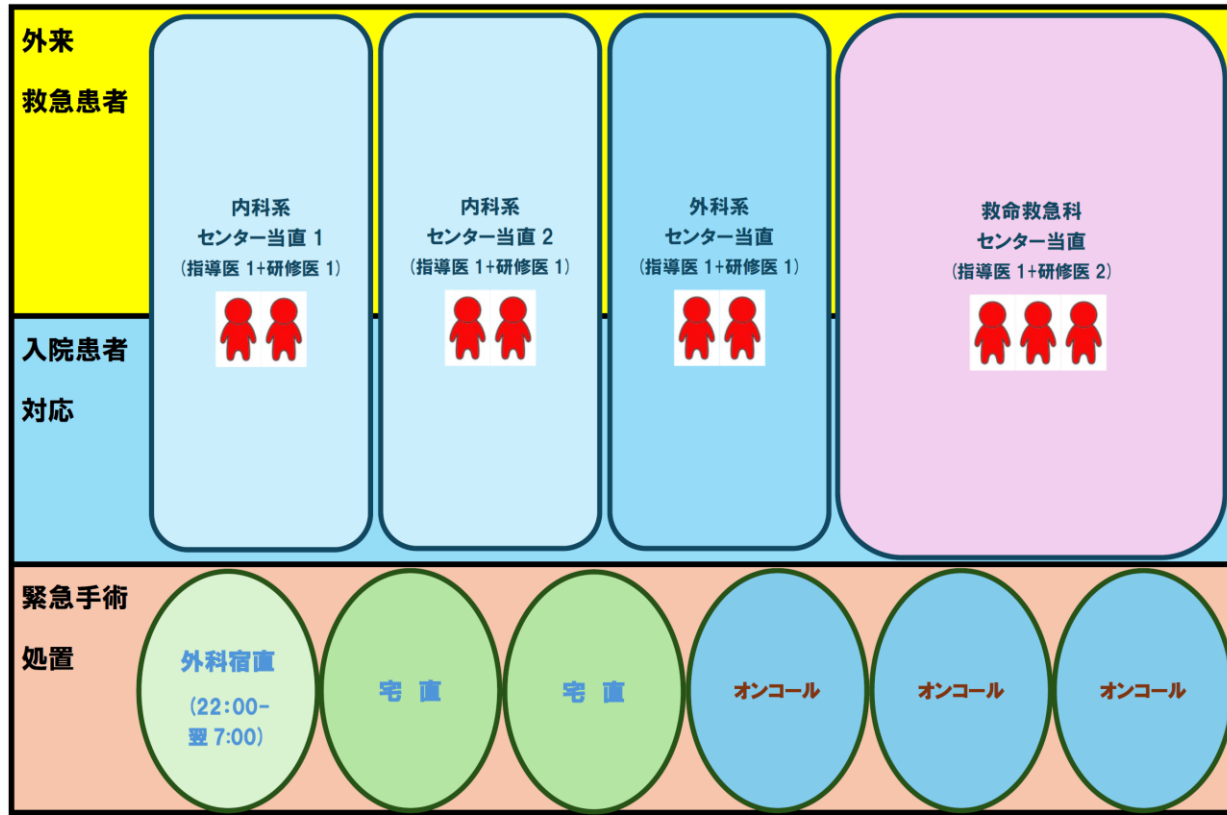 外来
救急患者
内科系
センター当直 1
(指導医 1+研修医 1)
内科系
センター当直 2
(指導医 1+研修医 1)
外科系
センター当直
(指導医 1+研修医 1)
救命救急科
センター当直
(指導医 1+研修医 2)
入院患者
対応
緊急手術
処置
外科宿直
(22:00-
翌 7:00)
宅 直
宅 直
オンコール
オンコール
オンコール